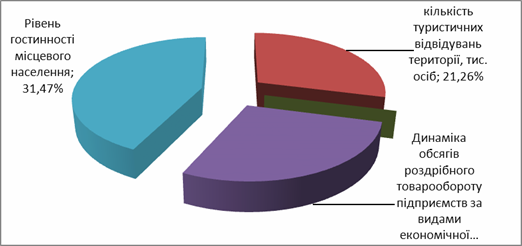 Рівень
гостинності
місцевого
населення;
31,47%
кількість
туристичних
відвідувань
території, тис.
осіб; 21,26%
Динаміка
обсягів
роздрібного
товарообороту
підприємств за
видами
економічної...